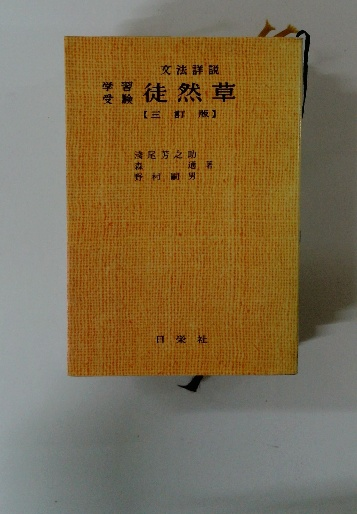 文法詳説
学習
受験
徒然草
【三訂版】
浅尾芳之助
森　　通 著
野村嗣男
日栄社